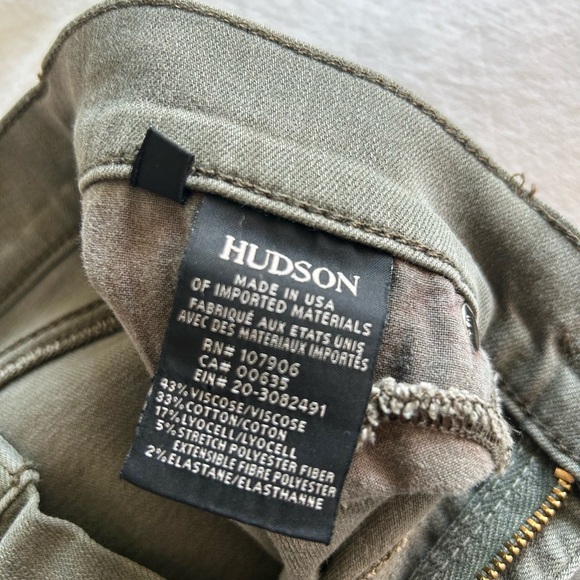 HUDSON
MADE IN USA
OF IMPORTED MATERIALS
FABRIQUÉ AUX ETATS UNIS
AVEC DES MATERIAUX IMPORTÉS
RN# 107906
CA# 00635
EIN# 20-3082491
43% VISCOSE/VISCOSE
33% COTTON/COTON
17% LYOCELL/LYOCELL
5% STRETCH POLYESTER FIBER
EXTENSIBLE FIBRE POLYESTER
2% ELASTANE/ELASTHANNE